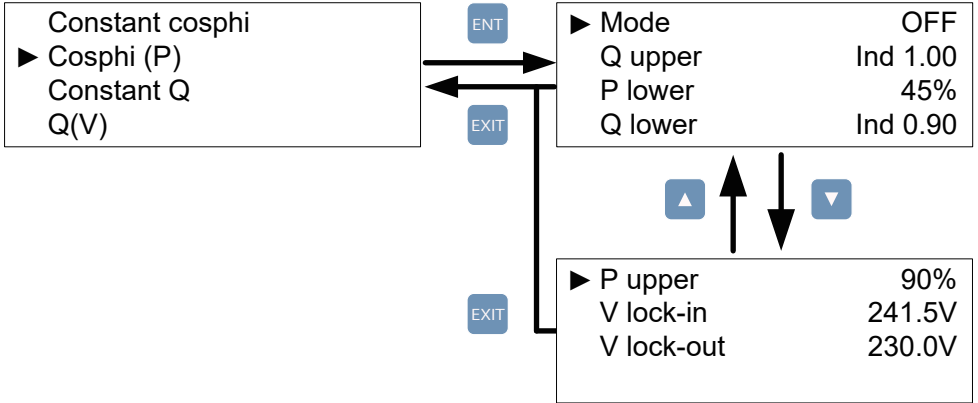 Constant cosphi
► Cosphi (P)
Constant Q
Q(V)
ENT
EXIT
► Mode OFF
Q upper Ind 1.00
P lower 45%
Q lower Ind 0.90
▲
▼
EXIT
► P upper 90%
V lock-in 241.5V
V lock-out 230.0V